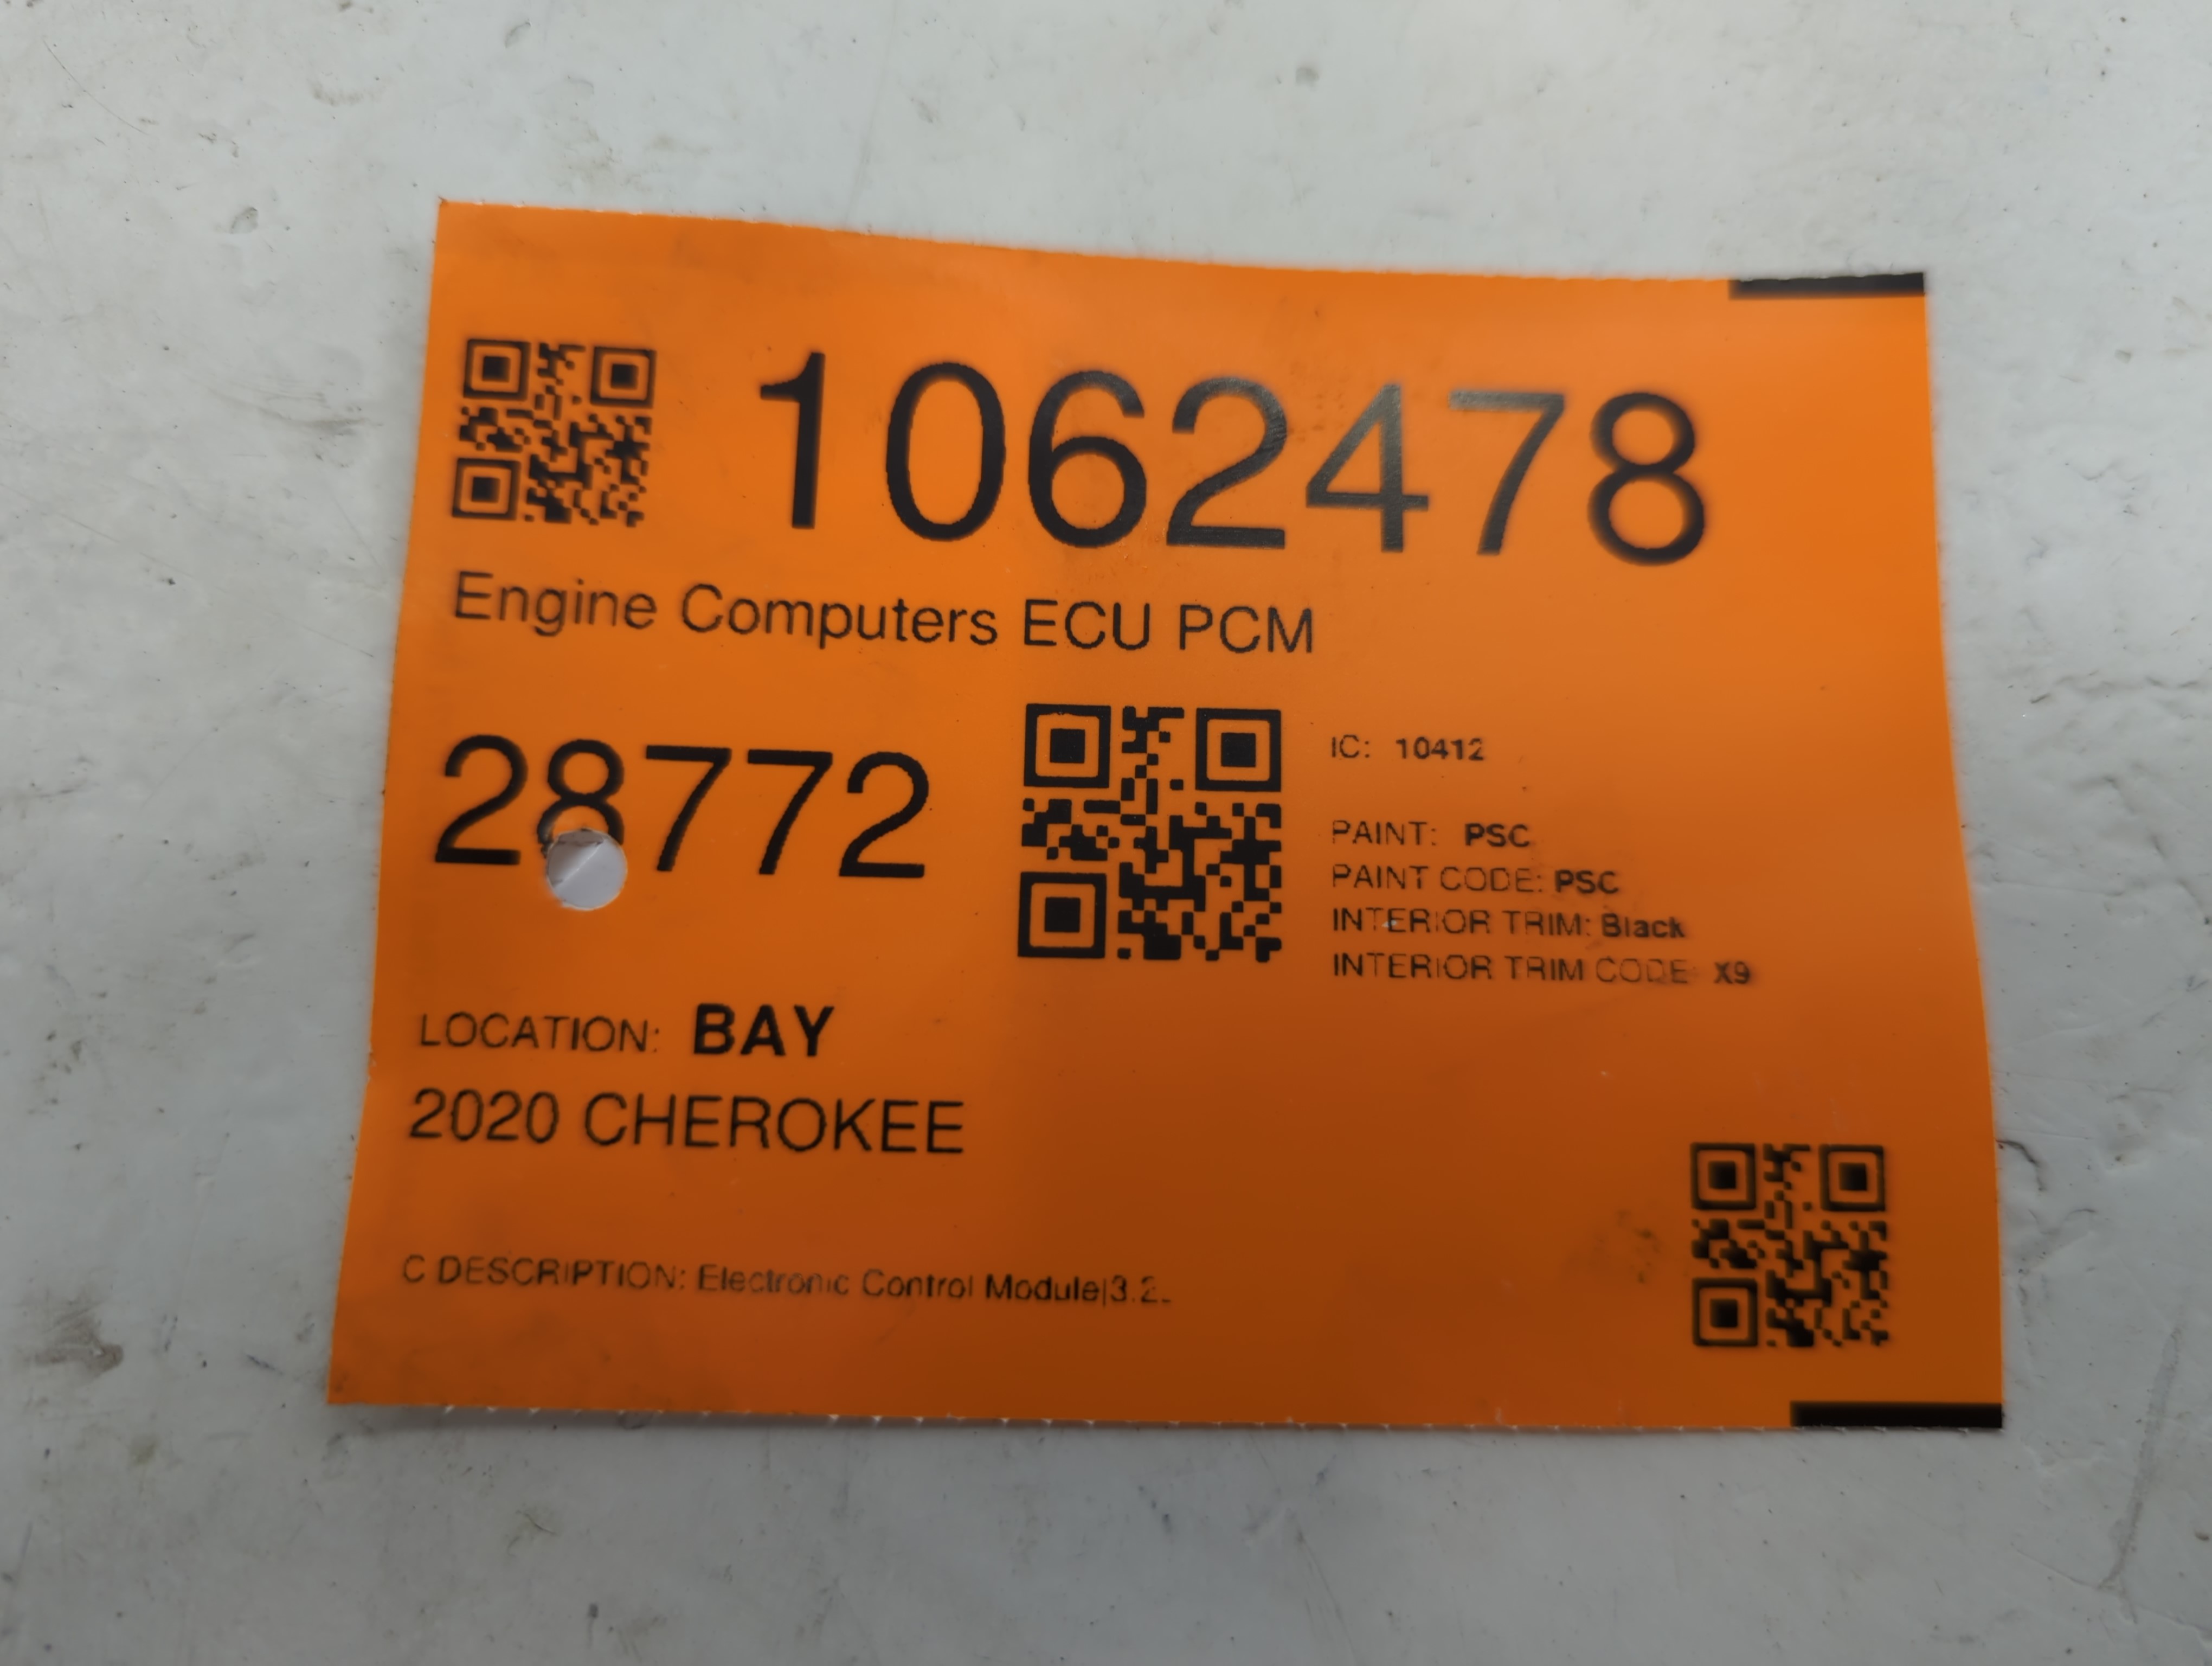 1062478
Engine Computers ECU PCM
28772
IC: 10412
PAINT: PSC
PAINT CODE: PSC
INTERIOR TRIM: Black
INTERIOR TRIM CODE: X9
LOCATION: BAY
2020 CHEROKEE
C DESCRIPTION: Electronic Control Module|3.2L